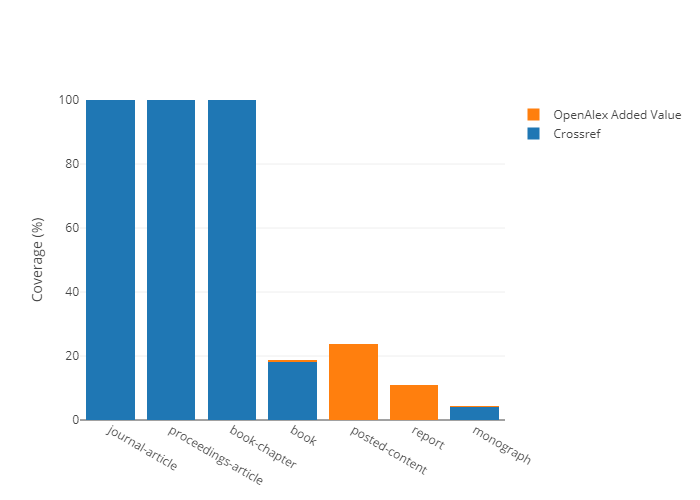 100
80
60
40
20
0
Coverage (%)
journal-article
proceedings-article
book-chapter
book
posted-content
report
monograph
OpenAlex Added Value
Crossref